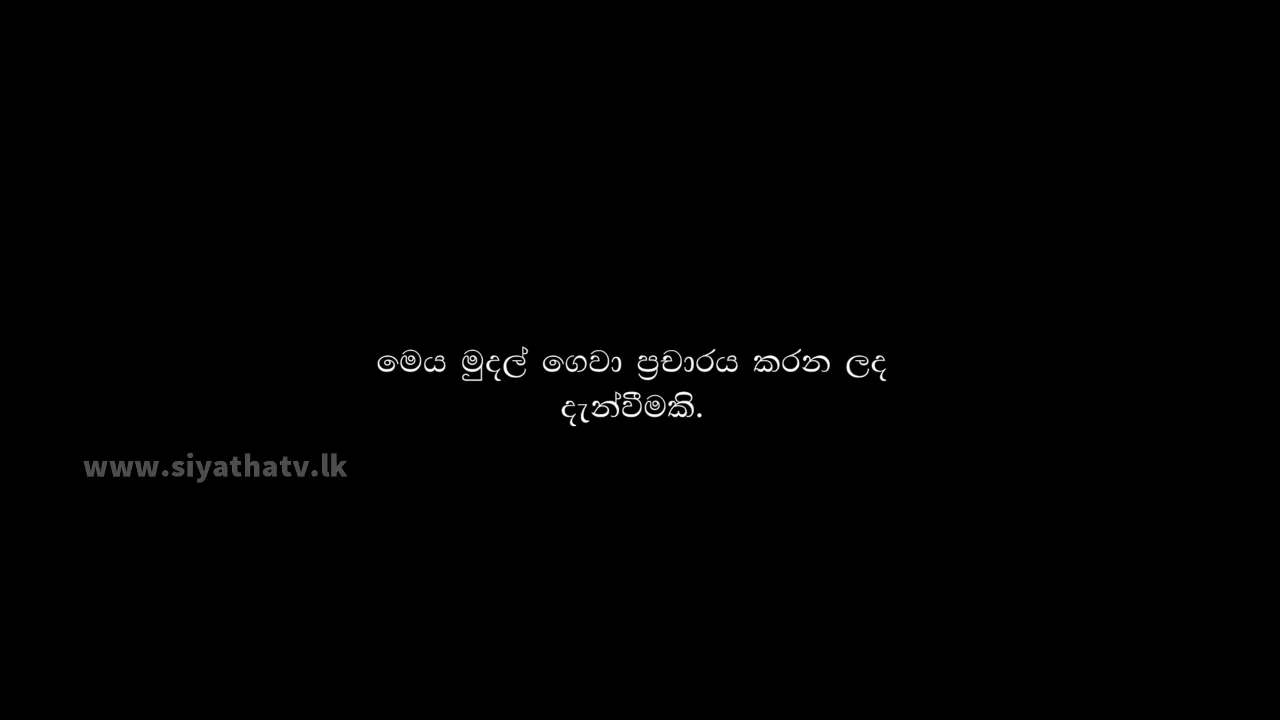 මෙය මුදල් ගෙවා ප්‍රචාරය කරන ලද
දැන්වීමකි.
www.siyathatv.lk